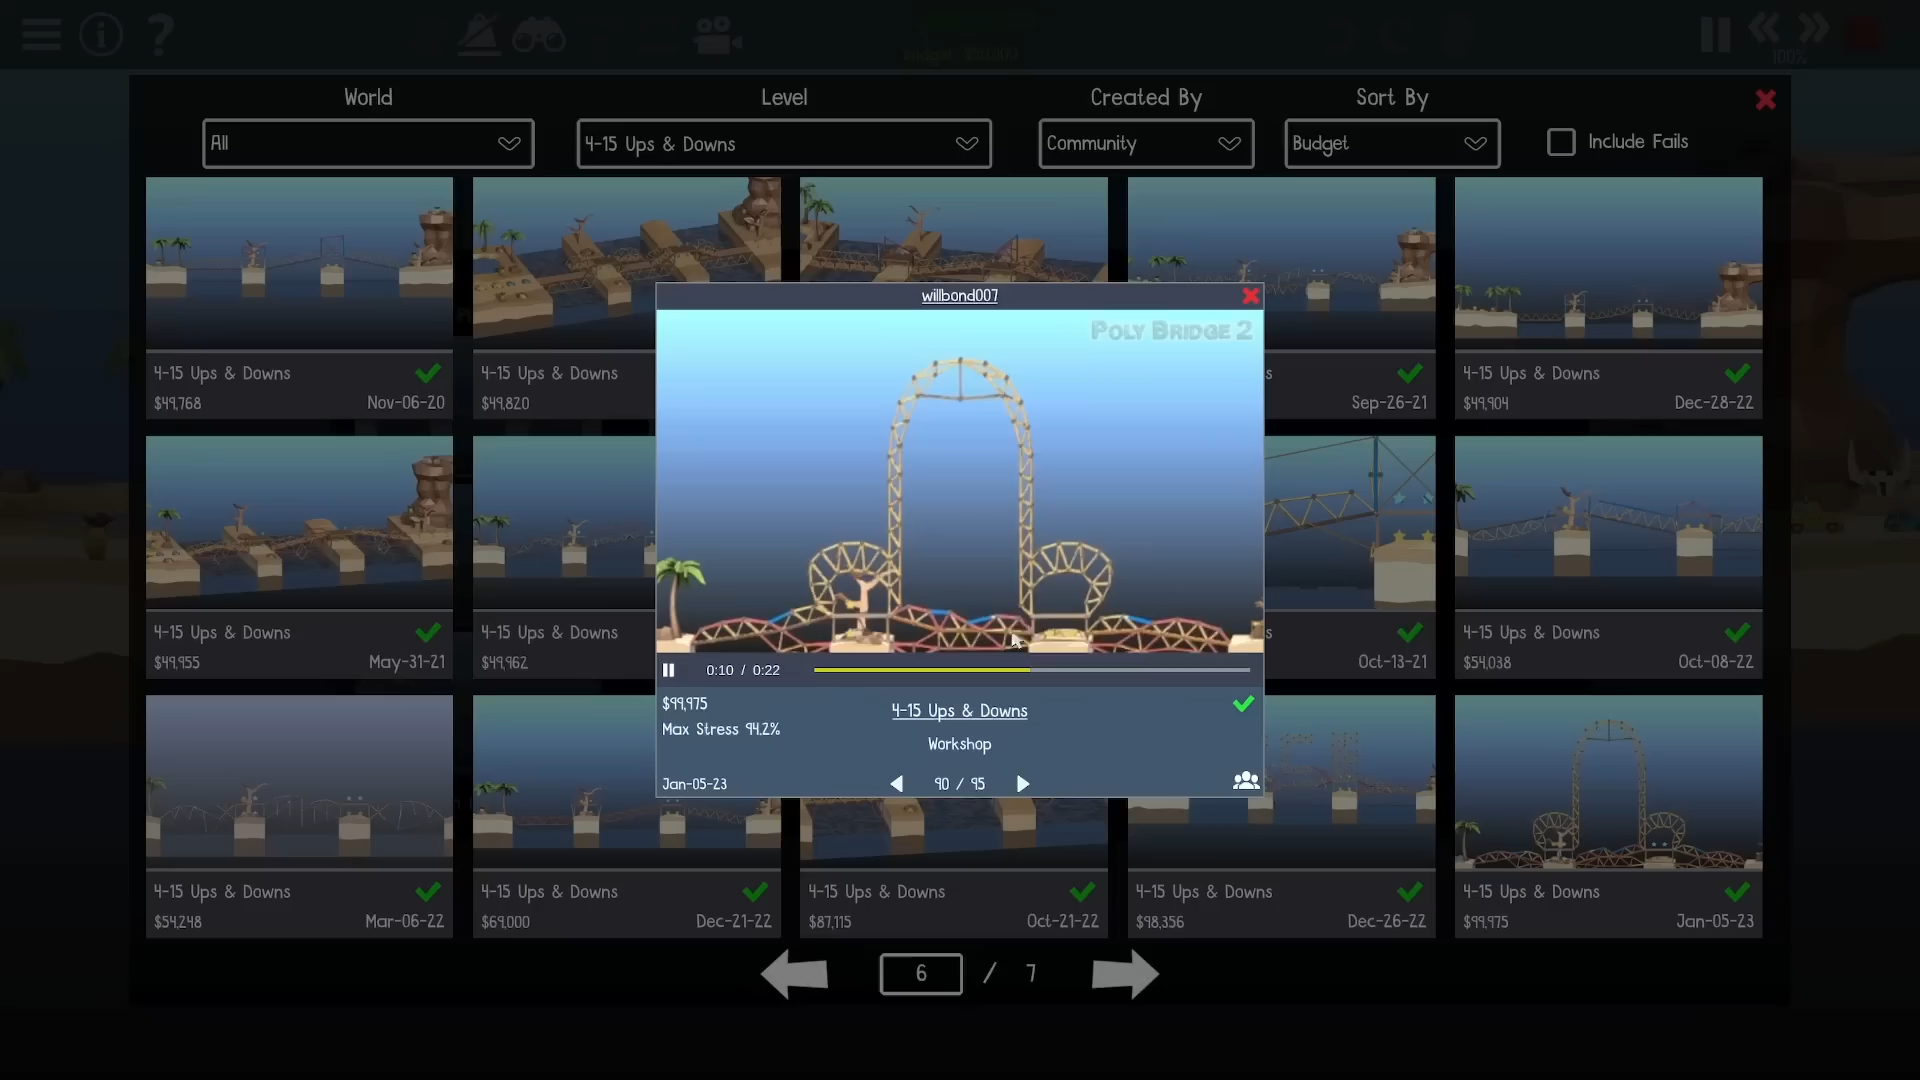 100%
World
Level
Created By
Sort By
All
4-15 Ups & Downs
Community
Budget
Include Fails
4-15 Ups & Downs
$49,768
Nov-06-20
4-15 Ups & Downs
$49,820
s
Sep-26-21
4-15 Ups & Downs
$49,904
Dec-28-22
willbond007
POLY BRIDGE 2
0:10 / 0:22
$99,975
Max Stress 94.2%
4-15 Ups & Downs
Workshop
Jan-05-23
90 / 95
4-15 Ups & Downs
$49,955
May-31-21
4-15 Ups & Downs
$49,962
s
Oct-13-21
4-15 Ups & Downs
$54,038
Oct-08-22
4-15 Ups & Downs
$54,248
Mar-06-22
4-15 Ups & Downs
$69,000
Dec-21-22
4-15 Ups & Downs
$87,115
Oct-21-22
4-15 Ups & Downs
$98,356
Dec-26-22
4-15 Ups & Downs
$99,975
Jan-05-23
6 / 7